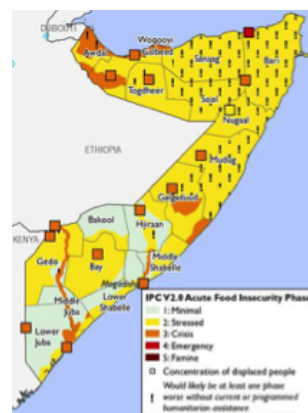 DJIBOUTI
Awdal
Woqooyi
Galbeed
Sanaag
Bari
Togdheer
Sool
Nugaal
ETHIOPIA
Mudug
Galgaduud
Bakool
Hiiraan
KENYA
Gedo
Bay
Middle
Shabelle
Mogadishu
Lower
Shabelle
Middle
Juba
Lower
Juba
IPC V2.0 Acute Food Insecurity Phase
1: Minimal
2: Stressed
3: Crisis
4: Emergency
5: Famine
Concentration of displaced people
Would likely be at least one phase
worse without current or programmed
humanitarian assistance